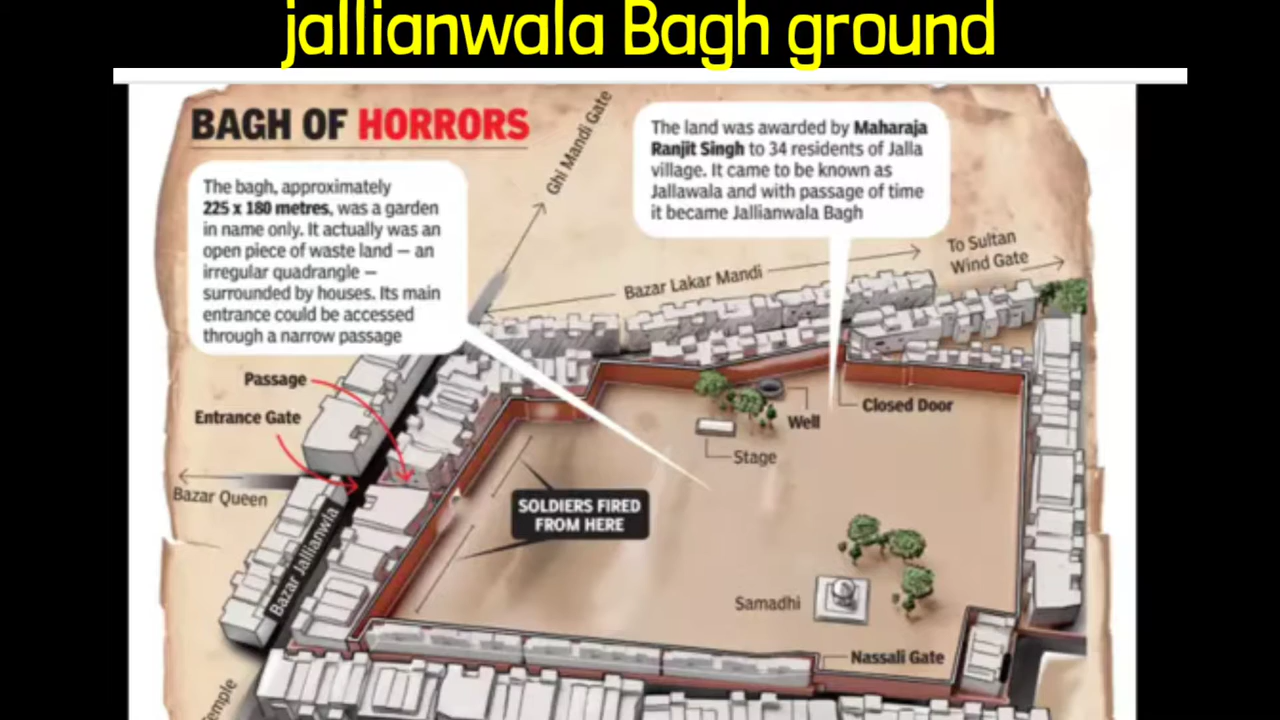 jallianwala Bagh ground
BAGH OF HORRORS
The bagh, approximately
225 x 180 metres, was a garden
in name only. It actually was an
open piece of waste land — an
irregular quadrangle —
surrounded by houses. Its main
entrance could be accessed
through a narrow passage
Ghi Mandi Gate
The land was awarded by Maharaja
Ranjit Singh to 34 residents of Jalla
village. It came to be known as
Jallawala and with passage of time
it became Jallianwala Bagh
To Sultan
Wind Gate
Bazar Lakar Mandi
Passage
Entrance Gate
Closed Door
Well
Stage
Bazar Queen
SOLDIERS FIRED
FROM HERE
Bazar Jallianwla
Samadhi
Nassali Gate